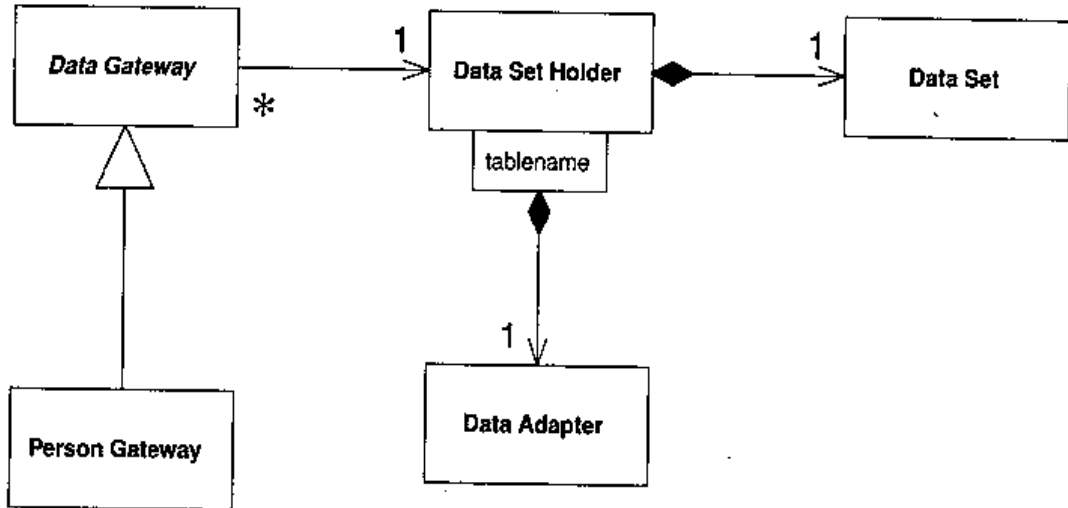 Data Gateway
*
1
Data Set Holder
1
Data Set
tablename
1
Data Adapter
Person Gateway